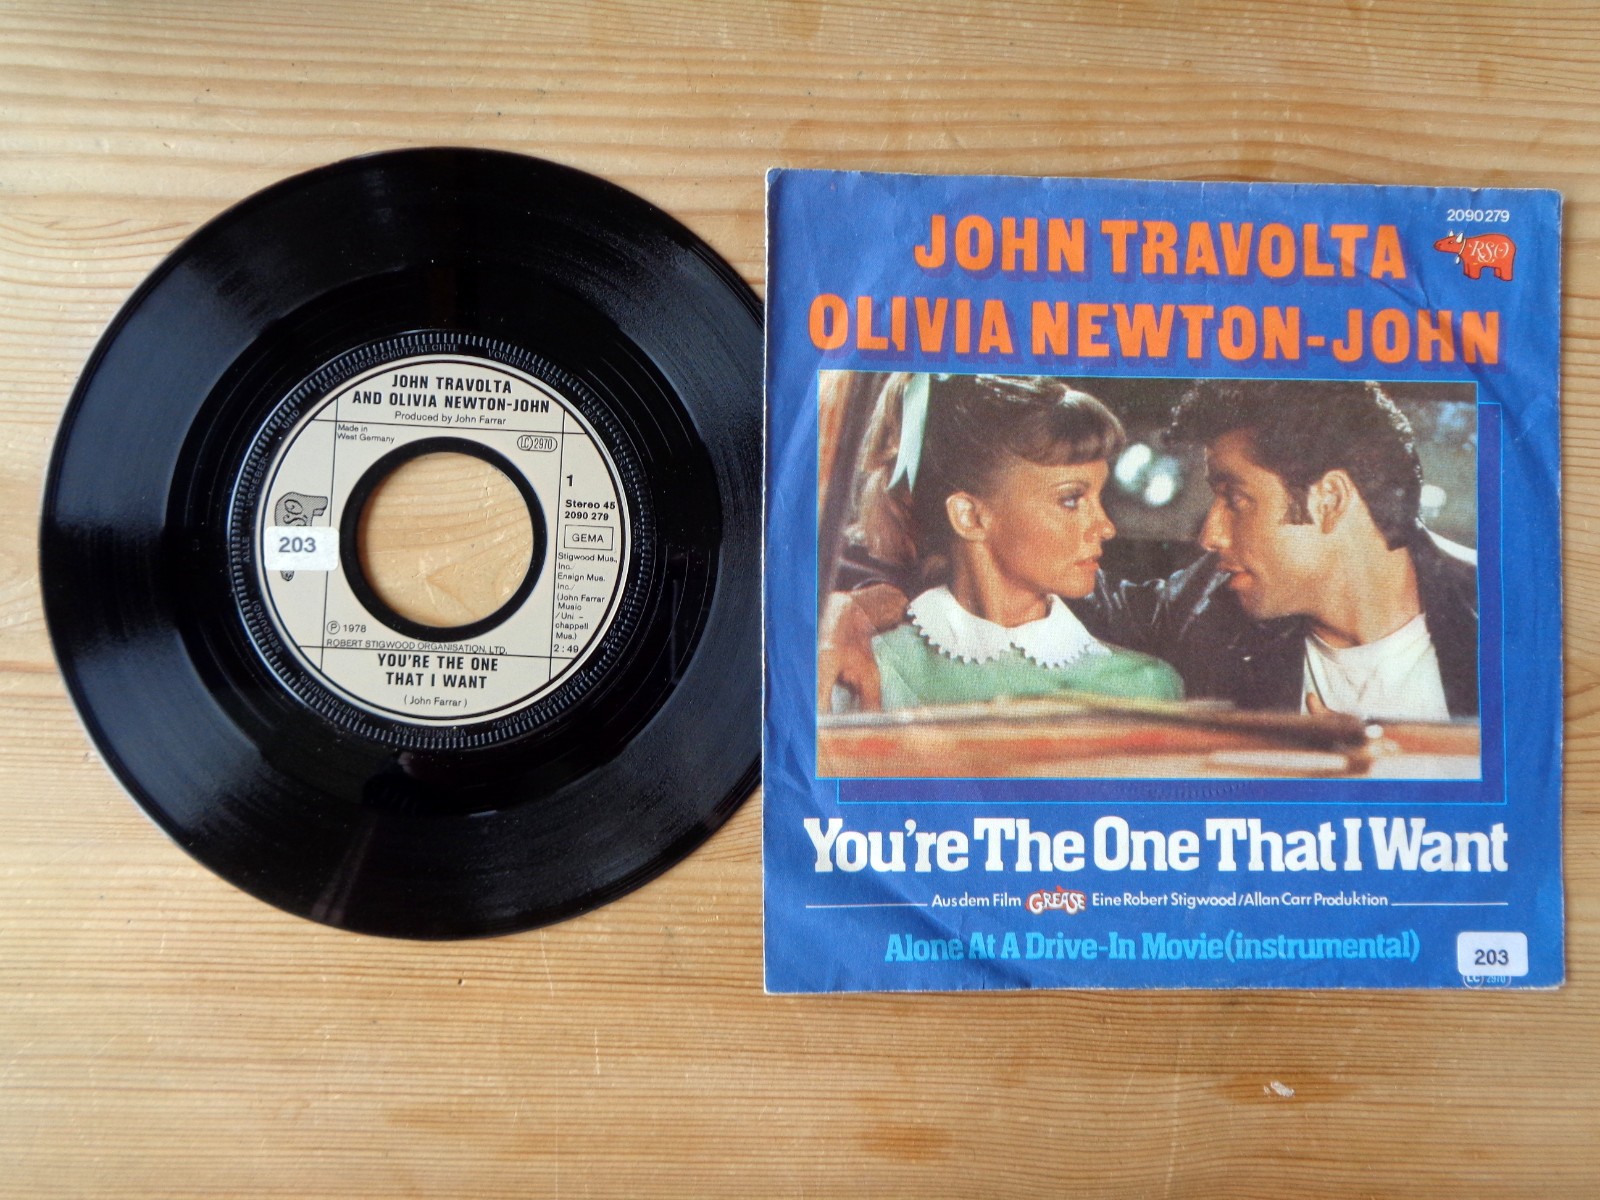 JOHN TRAVOLTA
AND OLIVIA NEWTON-JOHN
Produced by John Farrar
Made in
West Germany
LC 2970
1
Stereo 45
2090 279
GEMA
Stigwood Mus.
Inc./
Ensign Mus.
Inc./
(John Farrar
Music
/Uni –
chappell
Mus.)
2:49
203
Ⓟ 1978
ROBERT STIGWOOD ORGANISATION, LTD.
YOU'RE THE ONE
THAT I WANT
(John Farrar)
2090279
JOHN TRAVOLTA
RSO
OLIVIA NEWTON-JOHN
You're The One That I Want
Aus dem Film GREASE Eine Robert Stigwood/Allan Carr Produktion
Alone At A Drive-In Movie (instrumental)
203
LC 2970